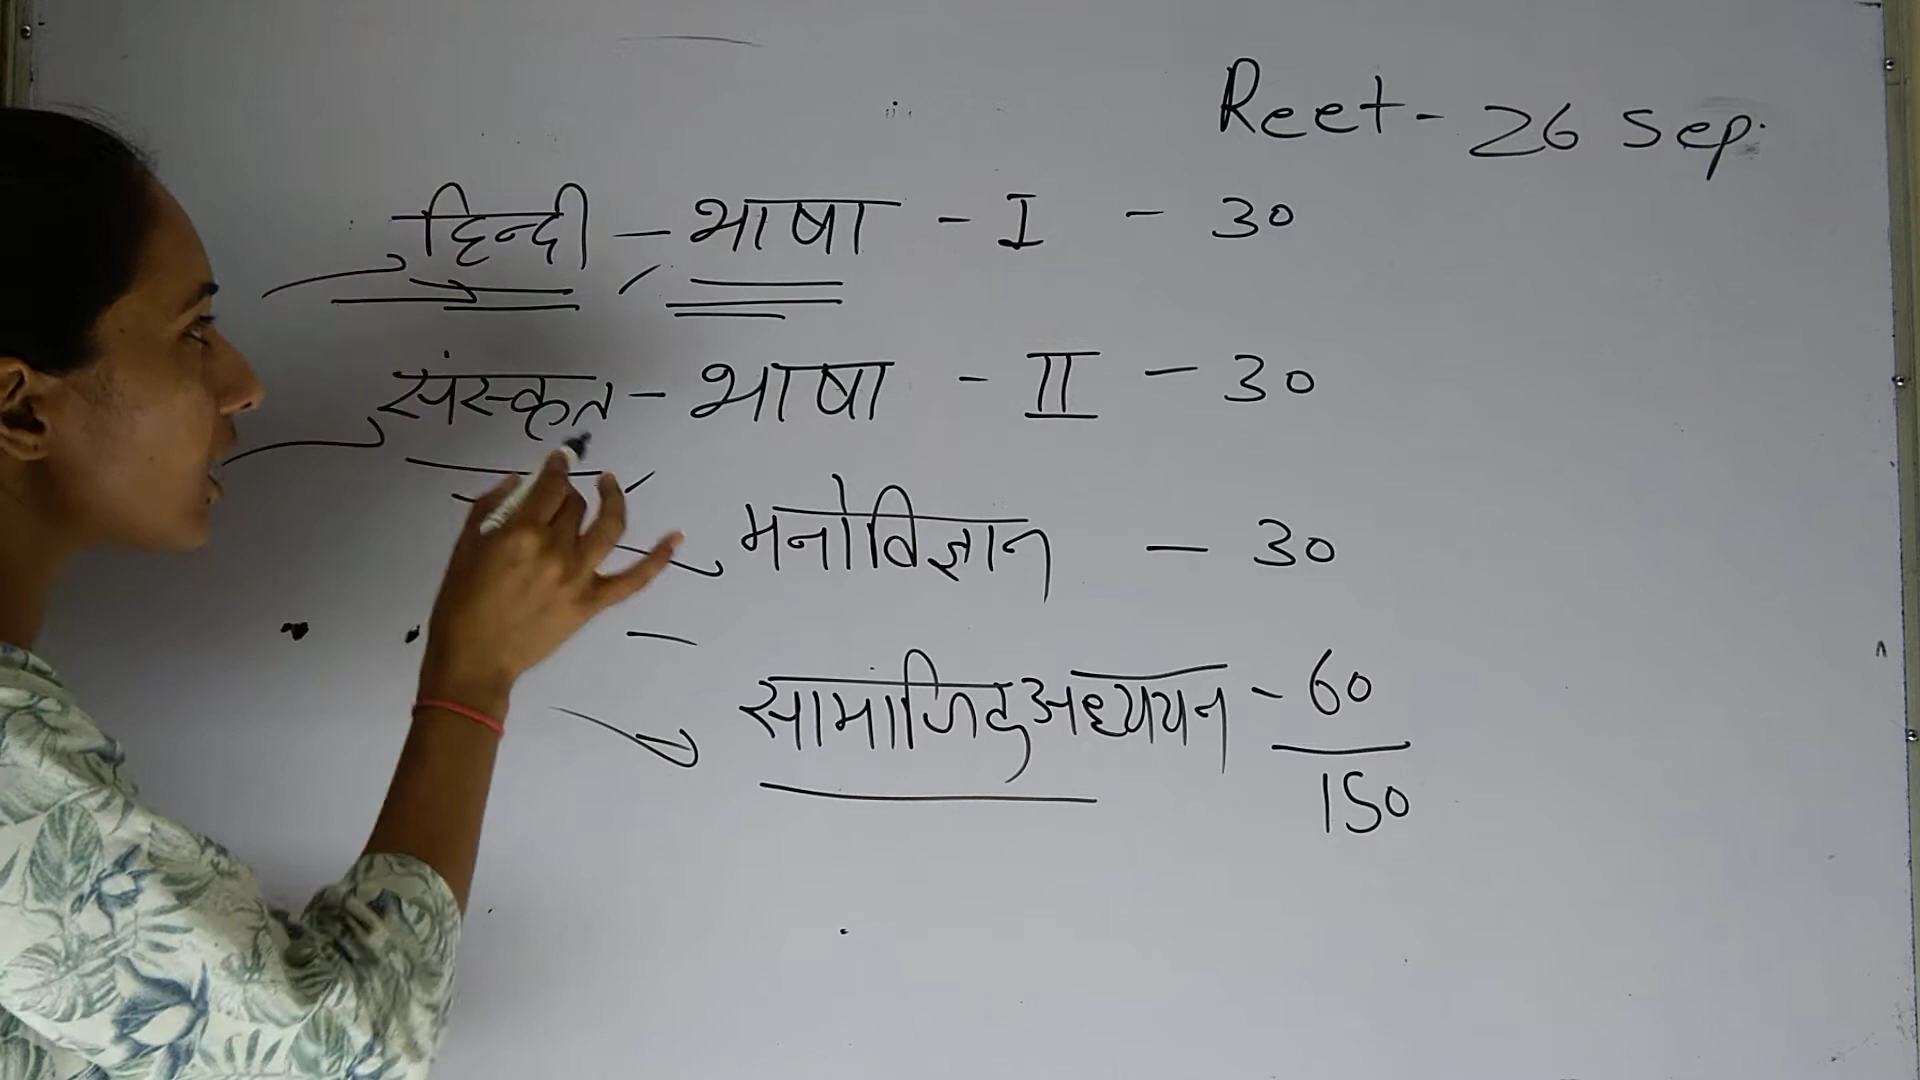 Reet - 26 Sep.
हिन्दी - भाषा - I - 30
संस्कृत - भाषा - II - 30
मनोविज्ञान - 30
सामाजिक अध्ययन - 60
150